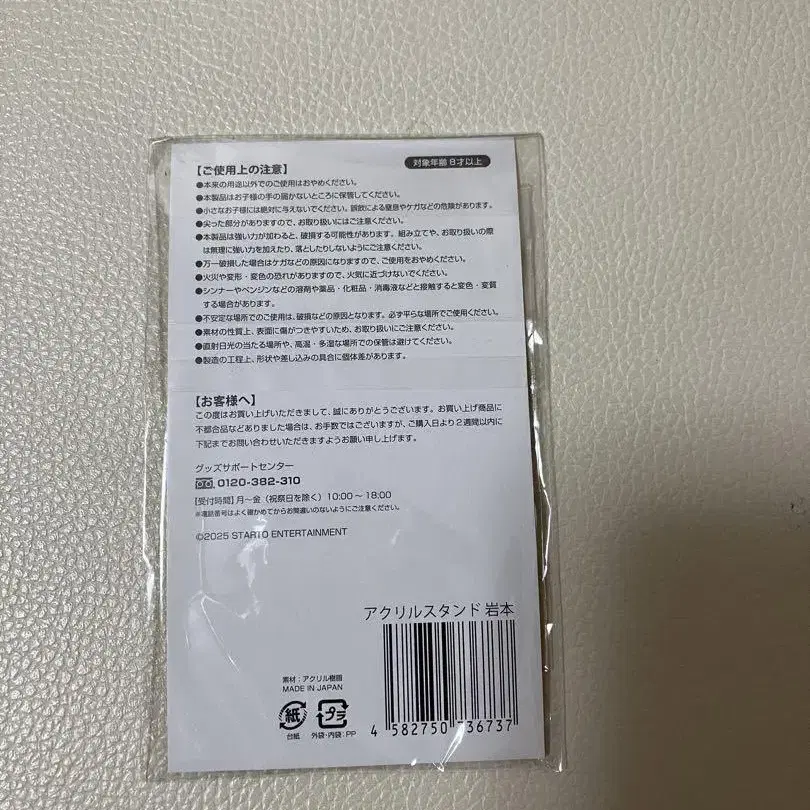 【ご使用上の注意】
対象年齢 8才以上
●本来の用途以外でのご使用はおやめください。
●本製品はお子様の手の届かないところに保管してください。
●小さなお子様には絶対に与えないでください。誤飲による窒息やケガなどの危険があります。
●尖った部分がありますので、お取り扱いにはご注意ください。
●本製品は強い力が加わると、破損する可能性があります。組み立てや、お取り扱いの際
は無理に強い力を加えたり、落としたりしないようにご注意ください。
●万一破損した場合はケガなどの原因になりますので、ご使用をおやめください。
●火災や変形・変色の恐れがありますので、火気に近づけないでください。
●シンナーやベンジンなどの溶剤や薬品・化粧品・消毒液などと接触すると変色・変質
する場合があります。
●不安定な場所でのご使用は、破損などの原因となります。必ず平らな場所でご使用ください。
●素材の性質上、表面に傷がつきやすいため、お取り扱いにご注意ください。
●直射日光の当たる場所や、高温・多湿な場所での保管は避けてください。
●製造の工程上、形状や差し込みの具合に個体差があります。
【お客様へ】
この度はお買い上げいただきまして、誠にありがとうございます。お買い上げ商品に
不都合品などありました場合は、お手数ではございますが、ご購入日より2週間以内に
下記までお問い合わせいただきますようお願い申し上げます。
グッズサポートセンター
0120-382-310
【受付時間】月〜金（祝祭日を除く）10:00〜18:00
※電話番号はよく確かめてからお間違いのないようにご注意ください。
©2025 STARTO ENTERTAINMENT
アクリルスタンド 岩本
素材：アクリル樹脂
MADE IN JAPAN
紙
台紙
プラ
外袋・内袋：PP
4 582750 736737